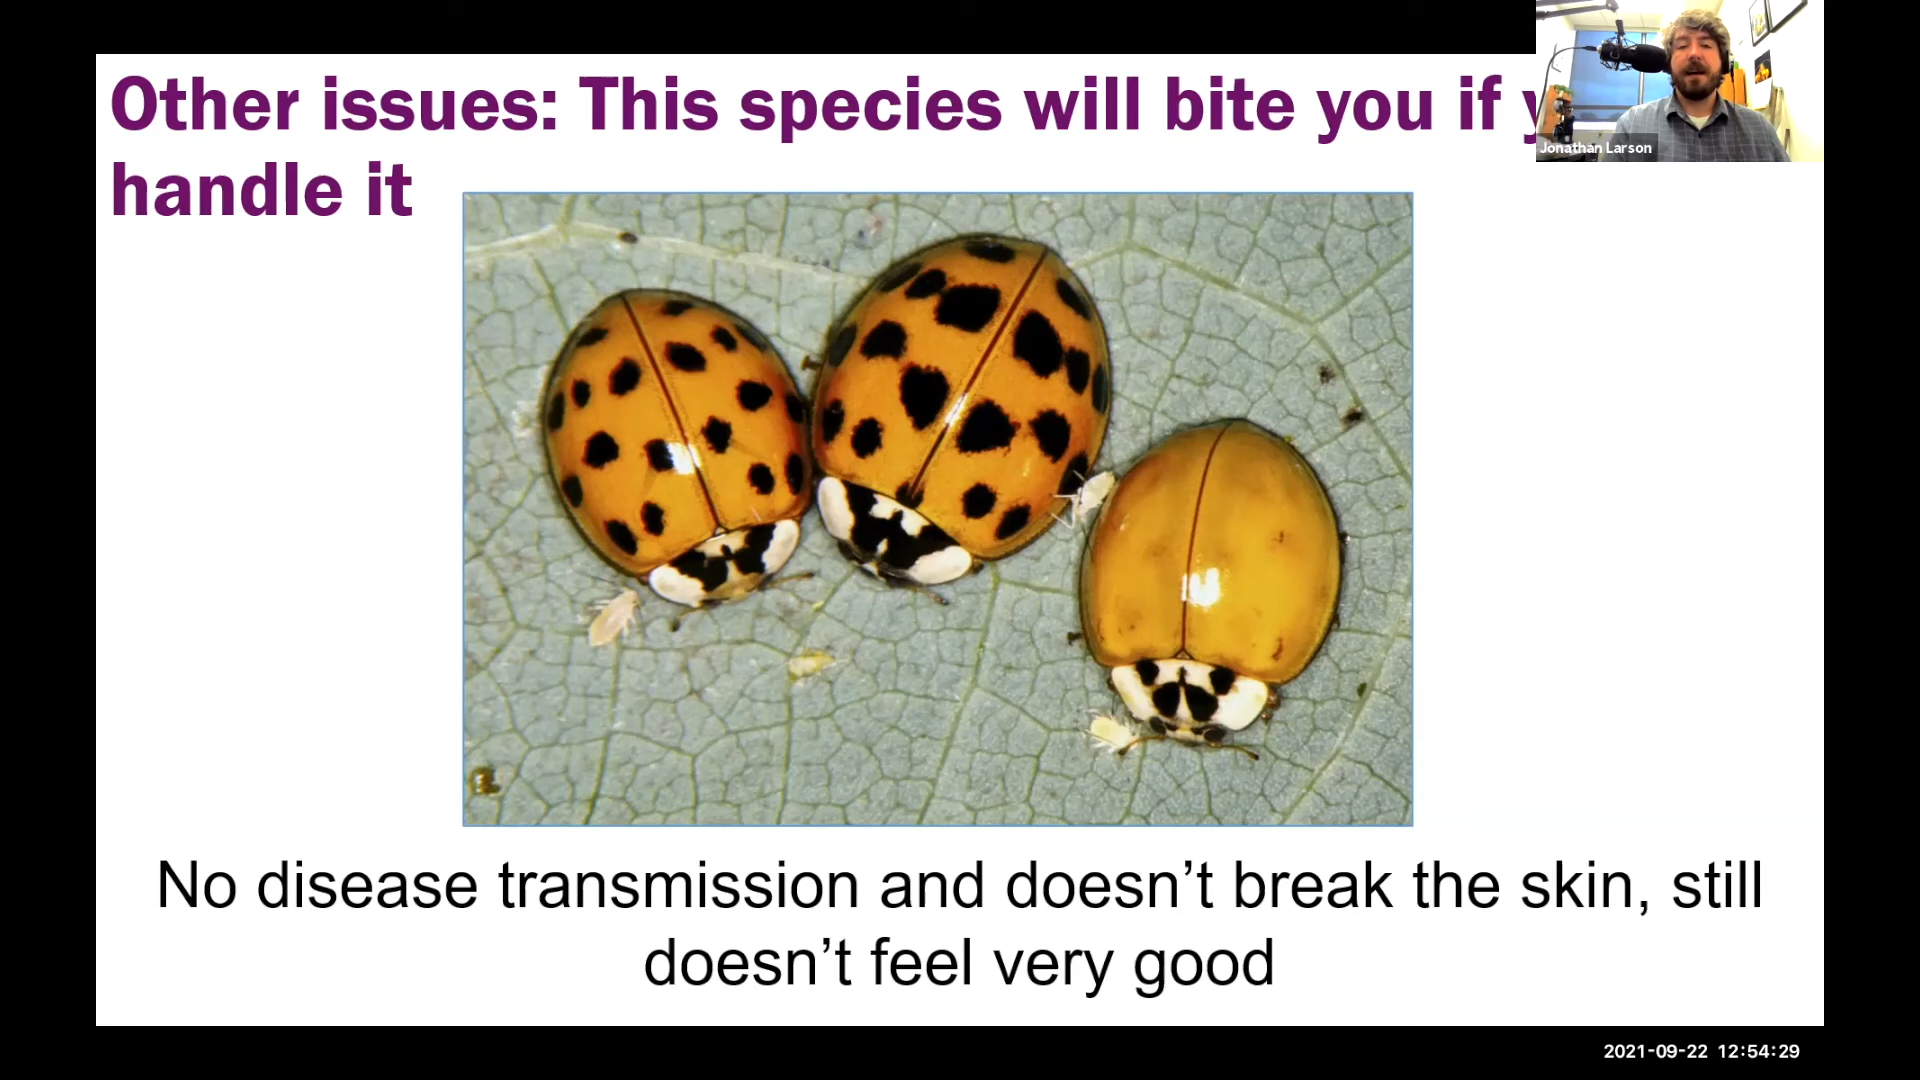 Other issues: This species will bite you if
handle it
Jonathan Larson
No disease transmission and doesn’t break the skin, still
doesn’t feel very good
2021-09-22 12:54:29